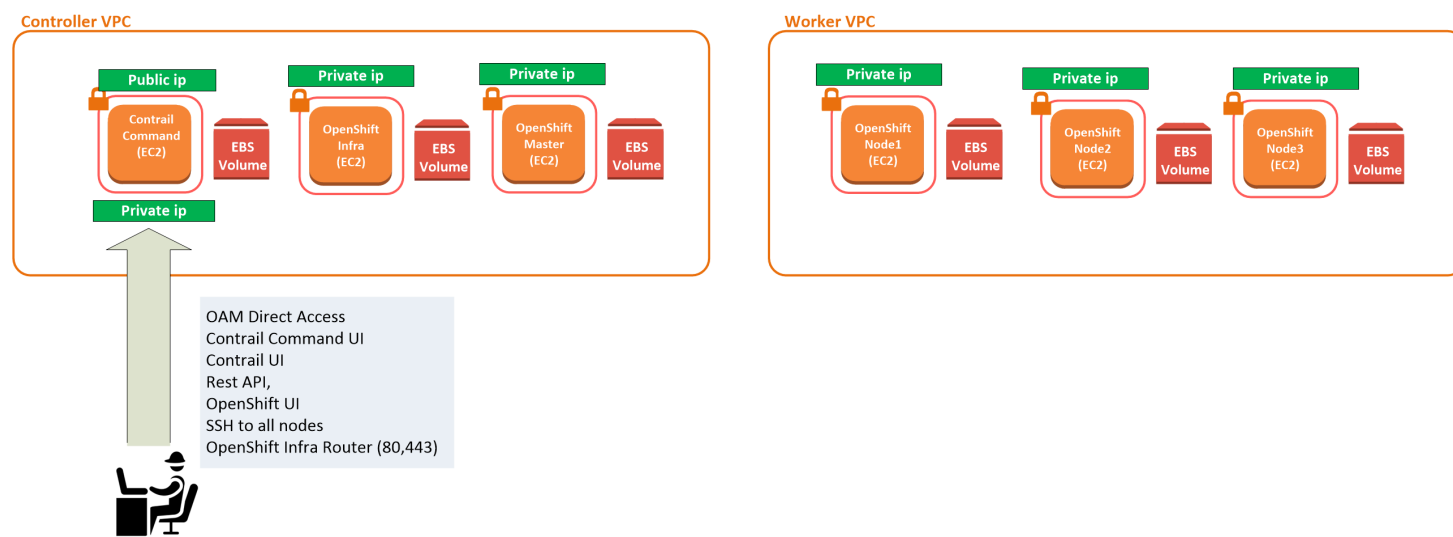 Controller VPC
Public ip
Contrail
Command
(EC2)
EBS
Volume
Private ip
Private ip
OpenShift
Infra
(EC2)
EBS
Volume
Private ip
OpenShift
Master
(EC2)
EBS
Volume
Worker VPC
Private ip
OpenShift
Node1
(EC2)
EBS
Volume
Private ip
OpenShift
Node2
(EC2)
EBS
Volume
Private ip
OpenShift
Node3
(EC2)
EBS
Volume
OAM Direct Access
Contrail Command UI
Contrail UI
Rest API,
OpenShift UI
SSH to all nodes
OpenShift Infra Router (80,443)